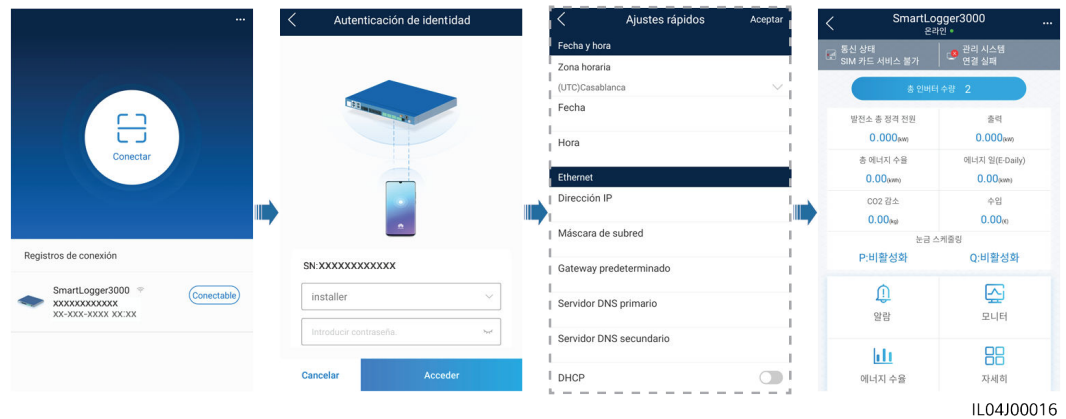 Conectar
Registros de conexión
SmartLogger3000
XXXXXXXXXXXX
XX-XXX-XXXX XX:XX
Conectable
Autenticación de identidad
SN:XXXXXXXXXXXX
installer
Introducir contraseña
Cancelar
Acceder
Ajustes rápidos
Aceptar
Fecha y hora
Zona horaria
(UTC)Casablanca
Fecha
Hora
Ethernet
Dirección IP
Máscara de subred
Gateway predeterminado
Servidor DNS primario
Servidor DNS secundario
DHCP
SmartLogger3000
온라인
통신 상태
SIM 카드 서비스 불가
관리 시스템
연결 실패
총 인버터 수량 2
발전소 총 정격 전원
출력
0.000(kW)
0.000(kW)
총 에너지 수율
에너지 일(E-Daily)
0.00(kWh)
0.00(kWh)
CO2 감소
수입
0.00(kg)
0.00(€)
눈금 스케줄링
P:비활성화
Q:비활성화
알람
모니터
에너지 수율
자세히
IL04J00016